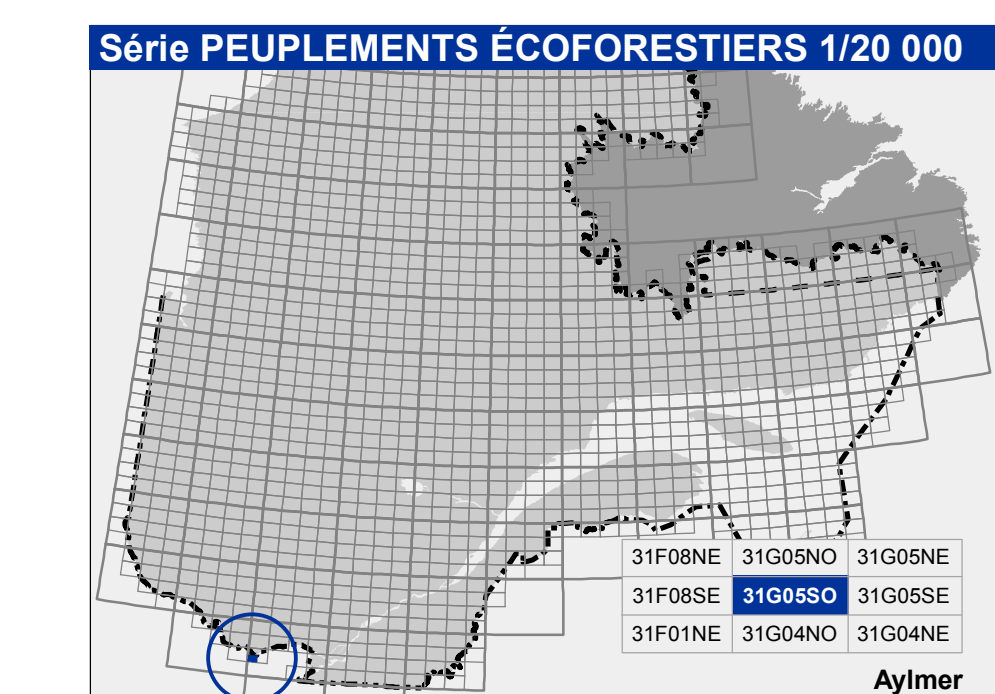 Série PEUPLEMENTS ÉCOFORESTIERS 1/20 000
31F08NE 31G05NO 31G05NE
31F08SE 31G05SO 31G05SE
31F01NE 31G04NO 31G04NE
Aylmer